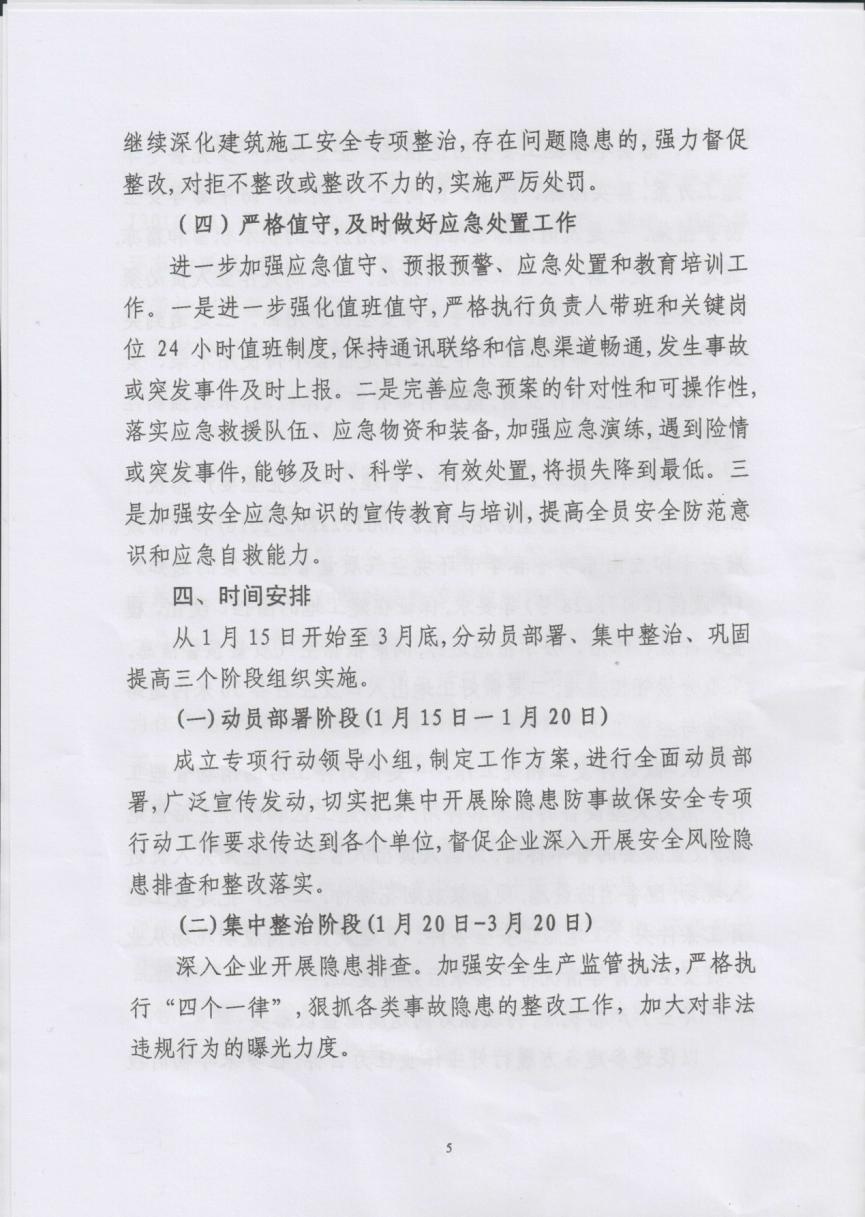 继续深化建筑施工安全专项整治,存在问题隐患的,强力督促
整改,对拒不整改或整改不力的,实施严厉处罚。
（四）严格值守,及时做好应急处置工作
进一步加强应急值守、预报预警、应急处置和教育培训工
作。一是进一步强化值班值守,严格执行负责人带班和关键岗
位 24 小时值班制度,保持通讯联络和信息渠道畅通,发生事故
或突发事件及时上报。二是完善应急预案的针对性和可操作性,
落实应急救援队伍、应急物资和装备,加强应急演练,遇到险情
或突发事件,能够及时、科学、有效处置,将损失降到最低。三
是加强安全应急知识的宣传教育与培训,提高全员安全防范意
识和应急自救能力。
四、时间安排
从1月15日开始至3月底,分动员部署、集中整治、巩固
提高三个阶段组织实施。
(一)动员部署阶段(1月15日一1月20日)
成立专项行动领导小组,制定工作方案,进行全面动员部
署,广泛宣传发动,切实把集中开展除隐患防事故保安全专项
行动工作要求传达到各个单位,督促企业深入开展安全风险隐
患排查和整改落实。
(二)集中整治阶段(1月20日-3月20日)
深入企业开展隐患排查。加强安全生产监管执法,严格执
行“四个一律”,狠抓各类事故隐患的整改工作，加大对非法
违规行为的曝光力度。
5